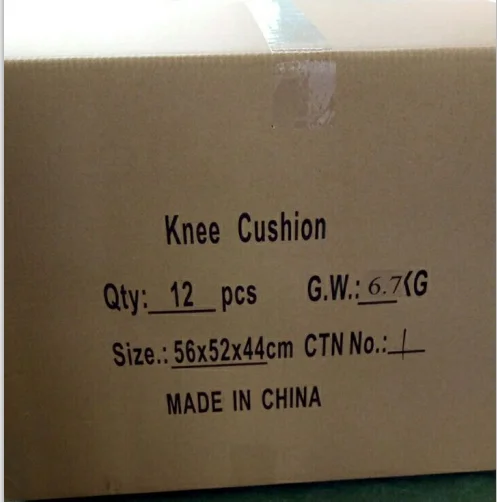 Knee Cushion
Qty: 12 pcs G.W.: 6.7KG
Size.: 56x52x44cm CTN No.: 1
MADE IN CHINA